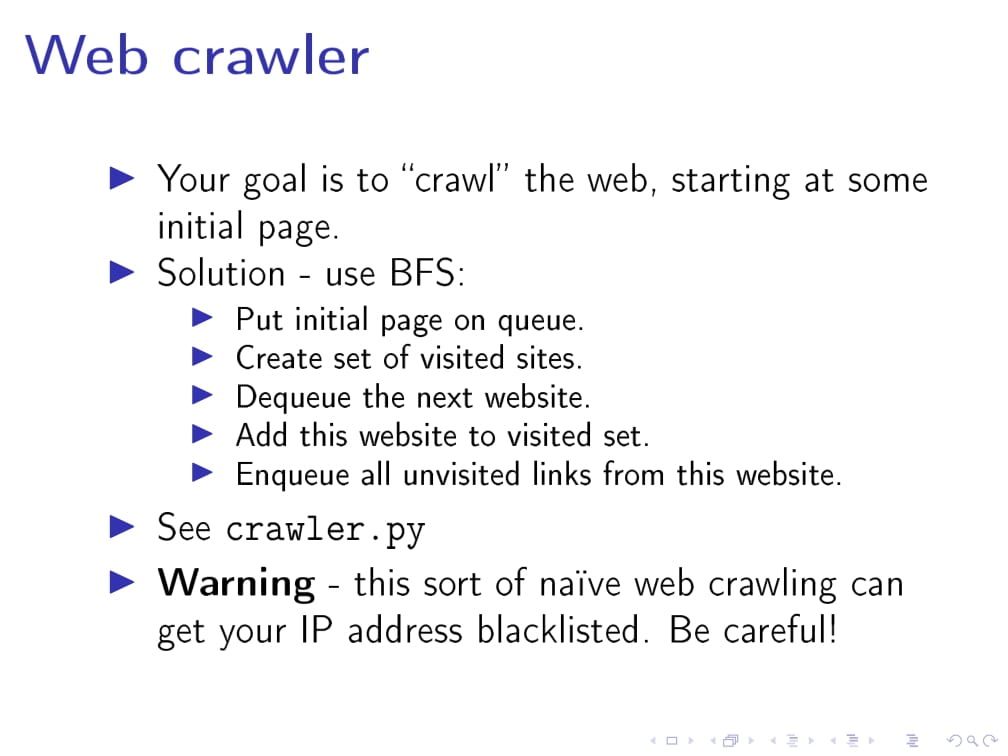 Web crawler
Your goal is to “crawl” the web, starting at some
initial page.
Solution - use BFS:
Put initial page on queue.
Create set of visited sites.
Dequeue the next website.
Add this website to visited set.
Enqueue all unvisited links from this website.
See crawler.py
Warning - this sort of naïve web crawling can
get your IP address blacklisted. Be careful!